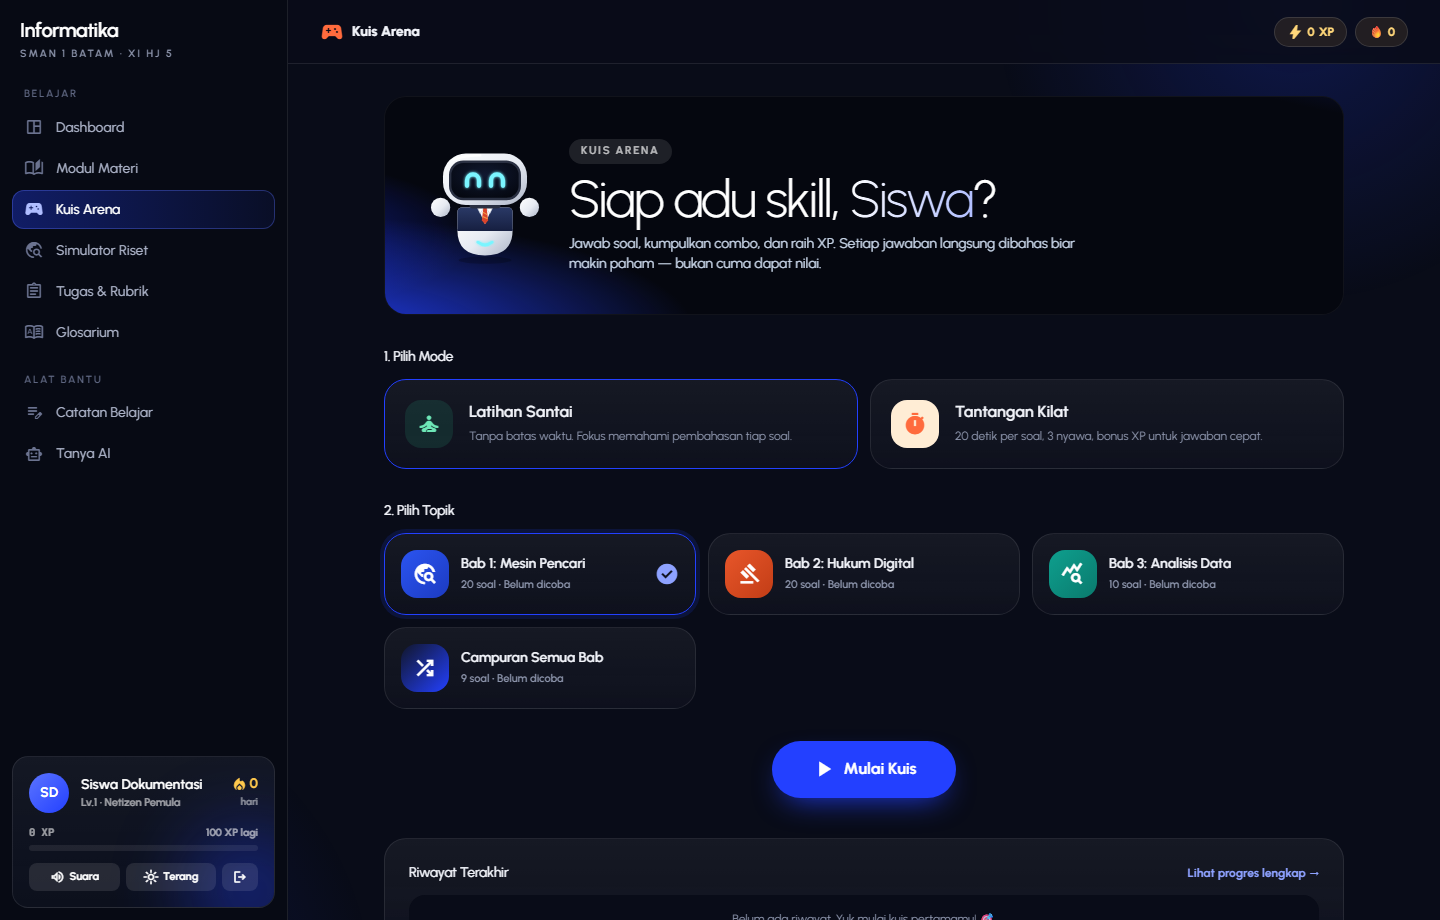 Informatika
SMAN 1 BATAM · XI HJ 5
BELAJAR
Dashboard
Modul Materi
Kuis Arena
Simulator Riset
Tugas & Rubrik
Glosarium
ALAT BANTU
Catatan Belajar
Tanya AI
SD
Siswa Dokumentasi
0
Lv.1 · Netizen Pemula
hari
0 XP
100 XP lagi
Suara
Terang
Kuis Arena
0 XP
0
KUIS ARENA
Siap adu skill, Siswa?
Jawab soal, kumpulkan combo, dan raih XP. Setiap jawaban langsung dibahas biar
makin paham — bukan cuma dapat nilai.
1. Pilih Mode
Latihan Santai
Tanpa batas waktu. Fokus memahami pembahasan tiap soal.
Tantangan Kilat
20 detik per soal, 3 nyawa, bonus XP untuk jawaban cepat.
2. Pilih Topik
Bab 1: Mesin Pencari
20 soal · Belum dicoba
Bab 2: Hukum Digital
20 soal · Belum dicoba
Bab 3: Analisis Data
10 soal · Belum dicoba
Campuran Semua Bab
9 soal · Belum dicoba
Mulai Kuis
Riwayat Terakhir
Lihat progres lengkap →
Belum ada riwayat. Yuk mulai kuis pertamamu!